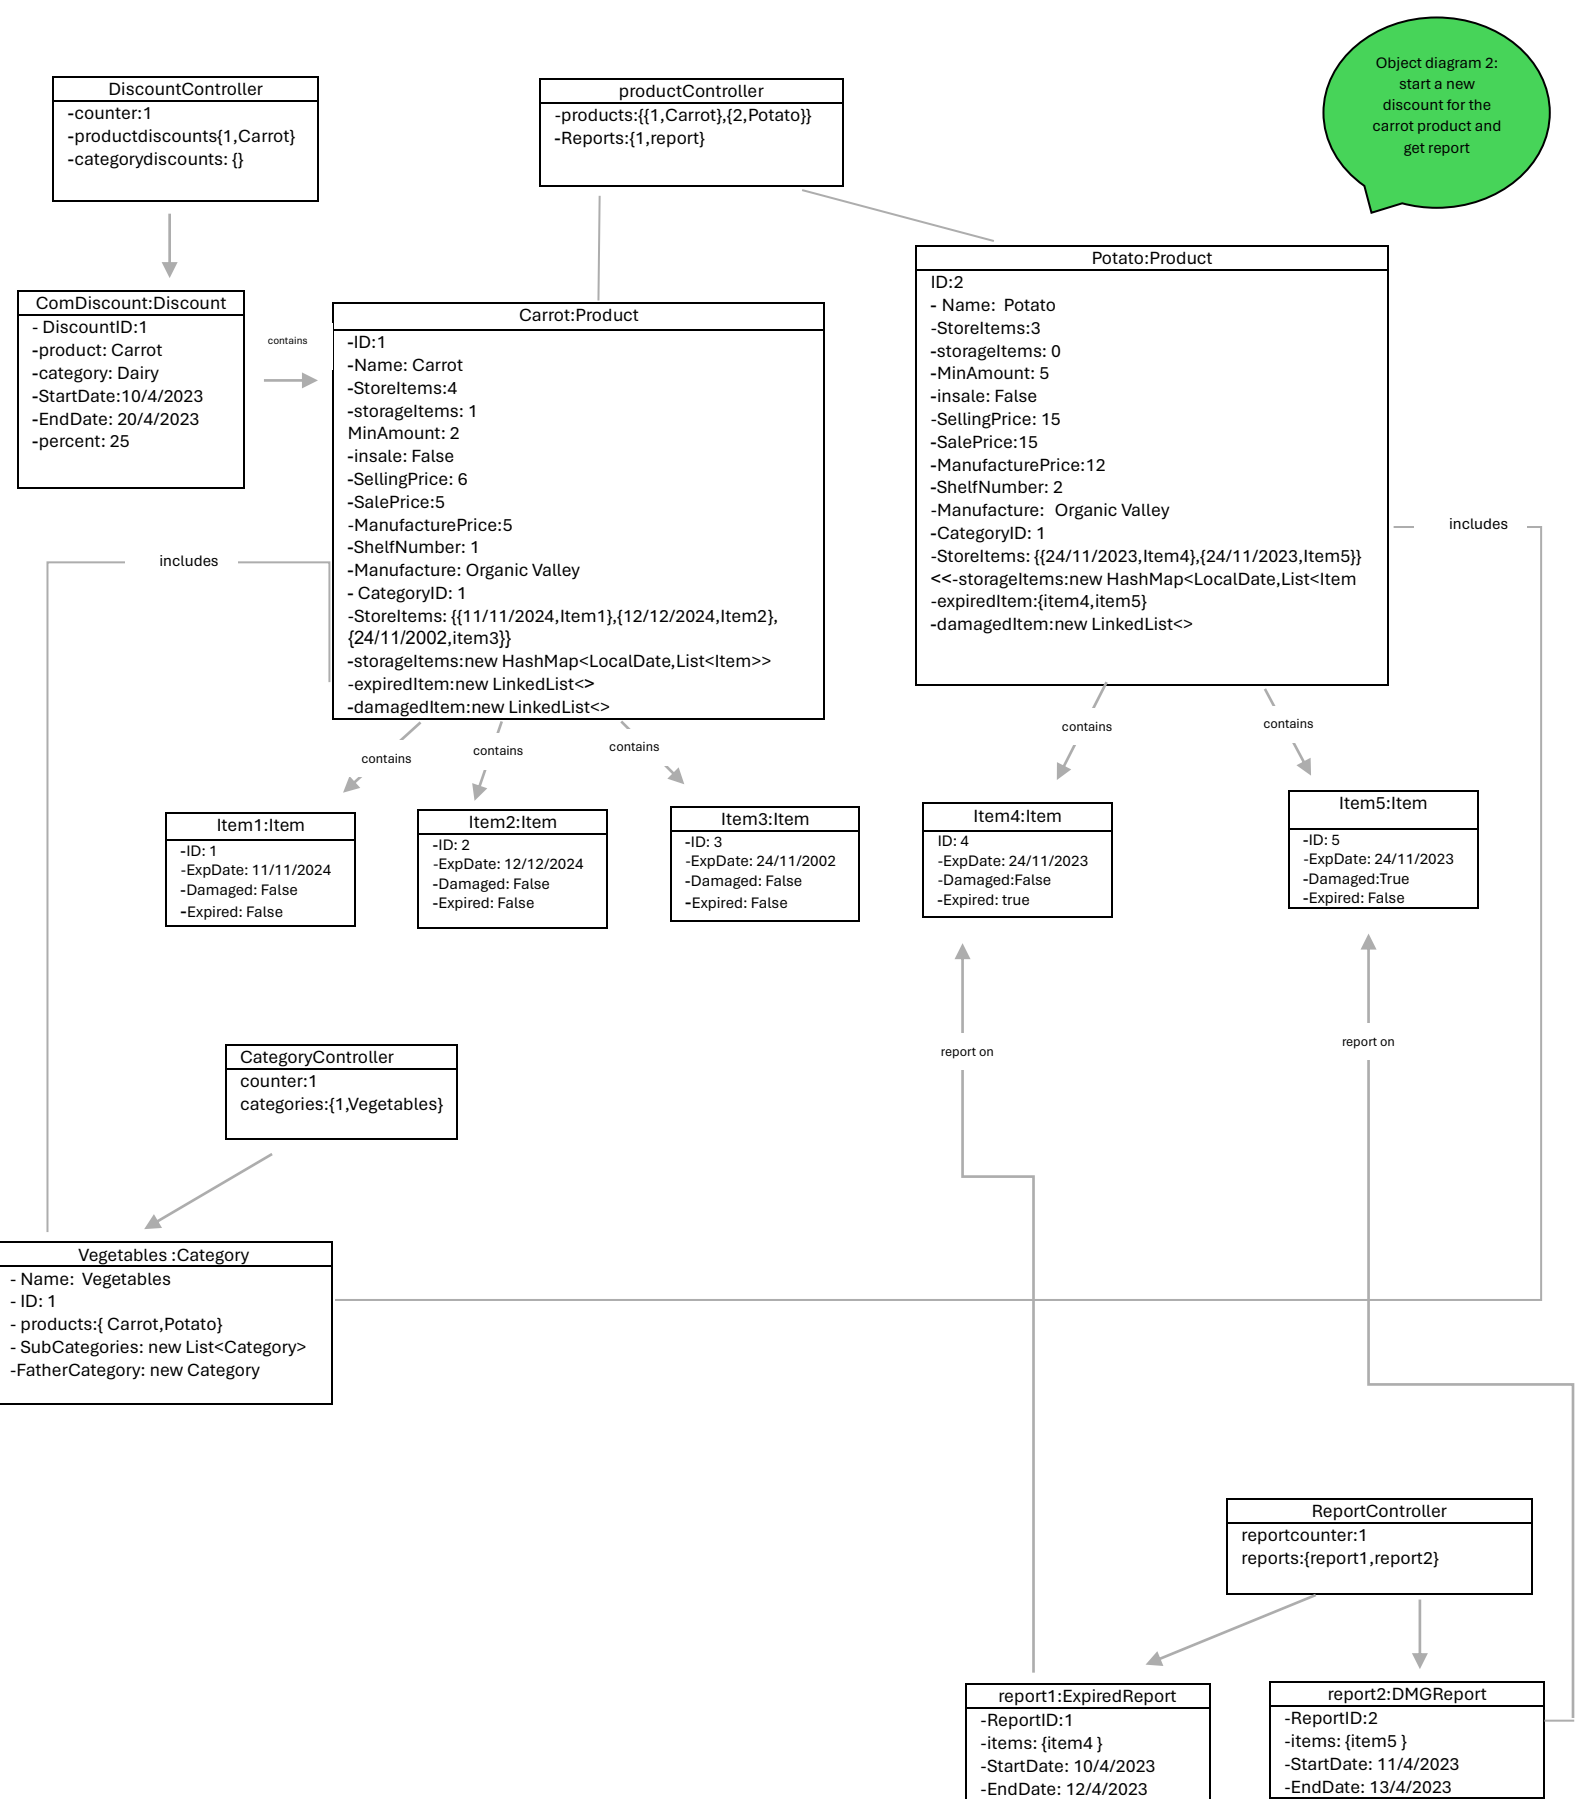 Object diagram 2:
start a new
discount for the
carrot product and
get report
DiscountController
-counter:1
-productdiscounts{1,Carrot}
-categorydiscounts: {}
productController
-products:{{1,Carrot},{2,Potato}}
-Reports:{1,report}
ComDiscount:Discount
- DiscountID:1
-product: Carrot
-category: Dairy
-StartDate:10/4/2023
-EndDate: 20/4/2023
-percent: 25
contains
Carrot:Product
-ID:1
-Name: Carrot
-StoreItems:4
-storageItems: 1
MinAmount: 2
-insale: False
-SellingPrice: 6
-SalePrice:5
-ManufacturePrice:5
-ShelfNumber: 1
-Manufacture: Organic Valley
- CategoryID: 1
-StoreItems: {{11/11/2024,Item1},{12/12/2024,Item2},
{24/11/2002,item3}}
-storageItems:new HashMap<LocalDate,List<Item>>
-expiredItem:new LinkedList<>
-damagedItem:new LinkedList<>
Potato:Product
ID:2
- Name:  Potato
-StoreItems:3
-storageItems: 0
-MinAmount: 5
-insale: False
-SellingPrice: 15
-SalePrice:15
-ManufacturePrice:12
-ShelfNumber: 2
-Manufacture:  Organic Valley
-CategoryID: 1
-StoreItems: {{24/11/2023,Item4},{24/11/2023,Item5}}
<<-storageItems:new HashMap<LocalDate,List<Item
-expiredItem:{item4,item5}
-damagedItem:new LinkedList<>
includes
includes
contains
contains
contains
contains
contains
Item1:Item
-ID: 1
-ExpDate: 11/11/2024
-Damaged: False
-Expired: False
Item2:Item
-ID: 2
-ExpDate: 12/12/2024
-Damaged: False
-Expired: False
Item3:Item
-ID: 3
-ExpDate: 24/11/2002
-Damaged: False
-Expired: False
Item4:Item
ID: 4
-ExpDate: 24/11/2023
-Damaged:False
-Expired: true
Item5:Item
-ID: 5
-ExpDate: 24/11/2023
-Damaged:True
-Expired: False
report on
report on
CategoryController
counter:1
categories:{1,Vegetables}
Vegetables :Category
- Name:  Vegetables
- ID: 1
- products:{ Carrot,Potato}
- SubCategories: new List<Category>
-FatherCategory: new Category
ReportController
reportcounter:1
reports:{report1,report2}
report1:ExpiredReport
-ReportID:1
-items: {item4 }
-StartDate: 10/4/2023
-EndDate: 12/4/2023
report2:DMGReport
-ReportID:2
-items: {item5 }
-StartDate: 11/4/2023
-EndDate: 13/4/2023